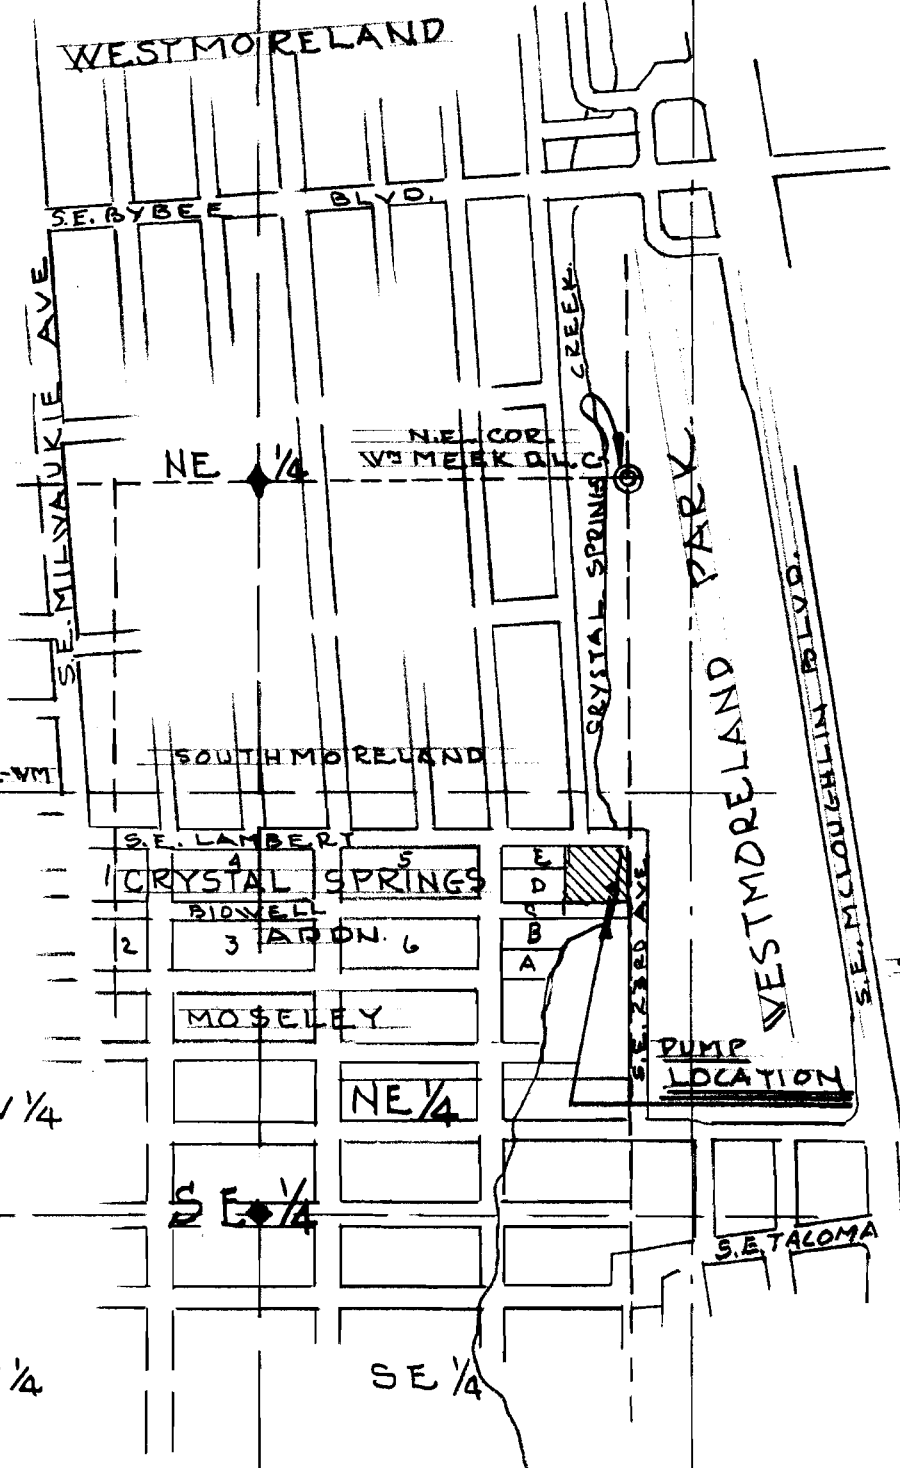 WESTMORELAND
S.E. BYBEE BLVD.
S.E. MILWAUKIE AVE
CRYSTAL SPRINGS CREEK
N.E. COR.
WM MEEK D.L.C.
NE 1/4
WESTMORELAND PARK
S.E. MCLOUGHLIN BLVD.
SOUTHMORELAND
-WM
S.E. LAMBERT
1
4
5
E
CRYSTAL SPRINGS
D
BIDWELL
C
2
3
ADDN.
6
B
A
S.E. 23RD AVE
MOSELEY
PUMP
LOCATION
NE 1/4
1/4
SE 1/4
S.E. TALOMA
SE 1/4
1/4